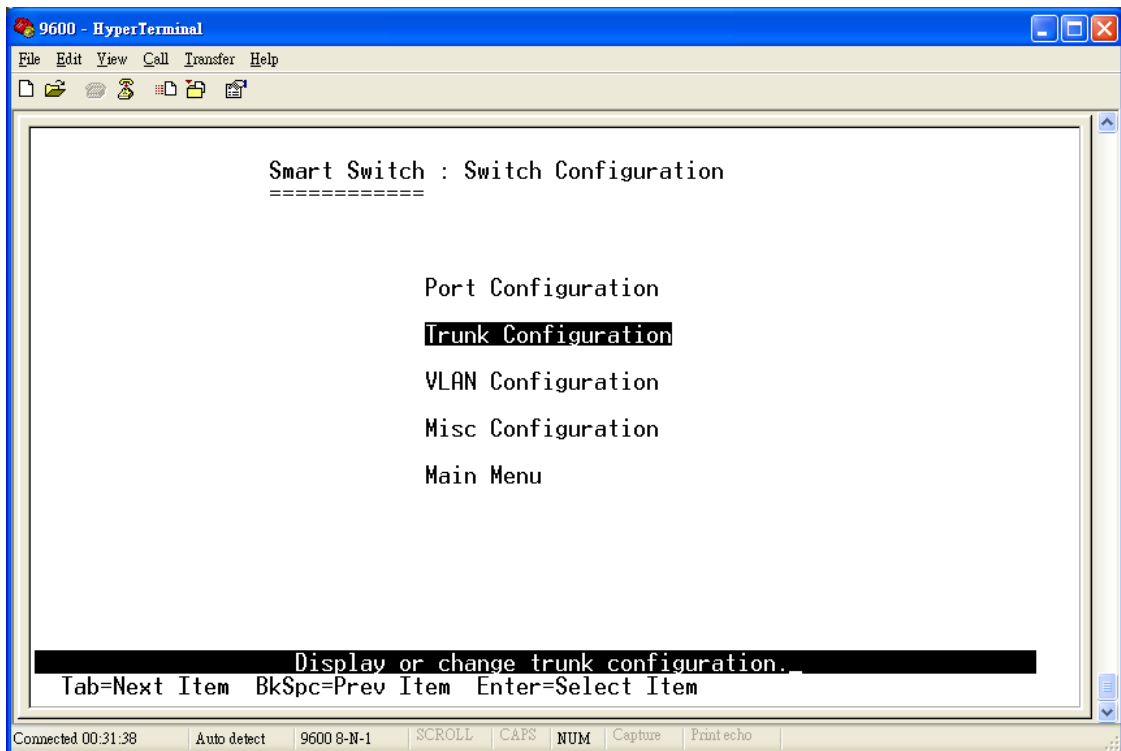 9600 - HyperTerminal
File Edit View Call Transfer Help
Smart Switch : Switch Configuration
============
Port Configuration
Trunk Configuration
VLAN Configuration
Misc Configuration
Main Menu
Display or change trunk configuration._
Tab=Next Item BkSpc=Prev Item Enter=Select Item
Connected 00:31:38 Auto detect 9600 8-N-1 SCROLL CAPS NUM Capture Print echo